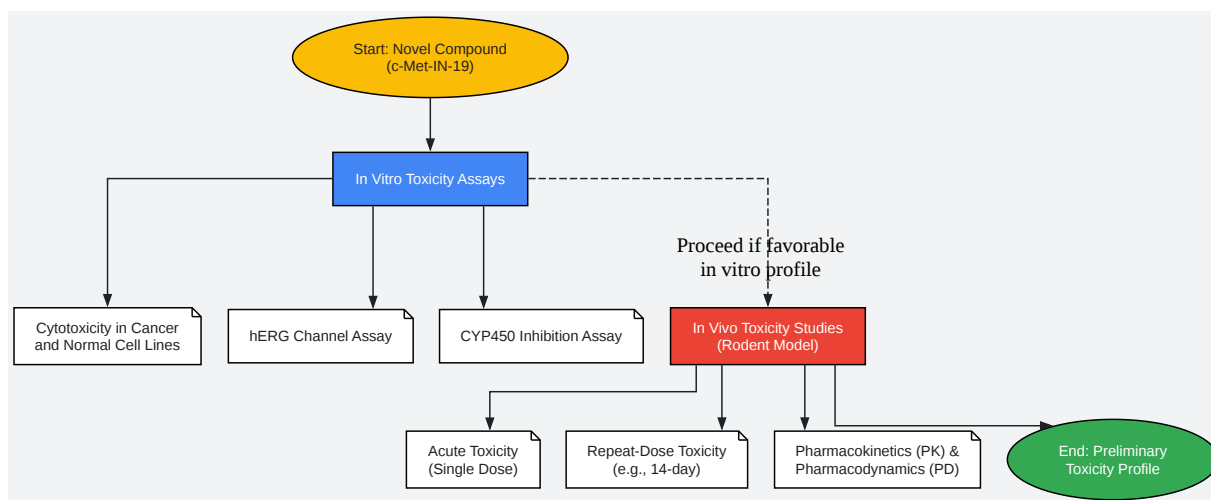 Start: Novel Compound
(c-Met-IN-19)
In Vitro Toxicity Assays
Proceed if favorable
in vitro profile
Cytotoxicity in Cancer
and Normal Cell Lines
hERG Channel Assay
CYP450 Inhibition Assay
In Vivo Toxicity Studies
(Rodent Model)
Acute Toxicity
(Single Dose)
Repeat-Dose Toxicity
(e.g., 14-day)
Pharmacokinetics (PK) &
Pharmacodynamics (PD)
End: Preliminary
Toxicity Profile